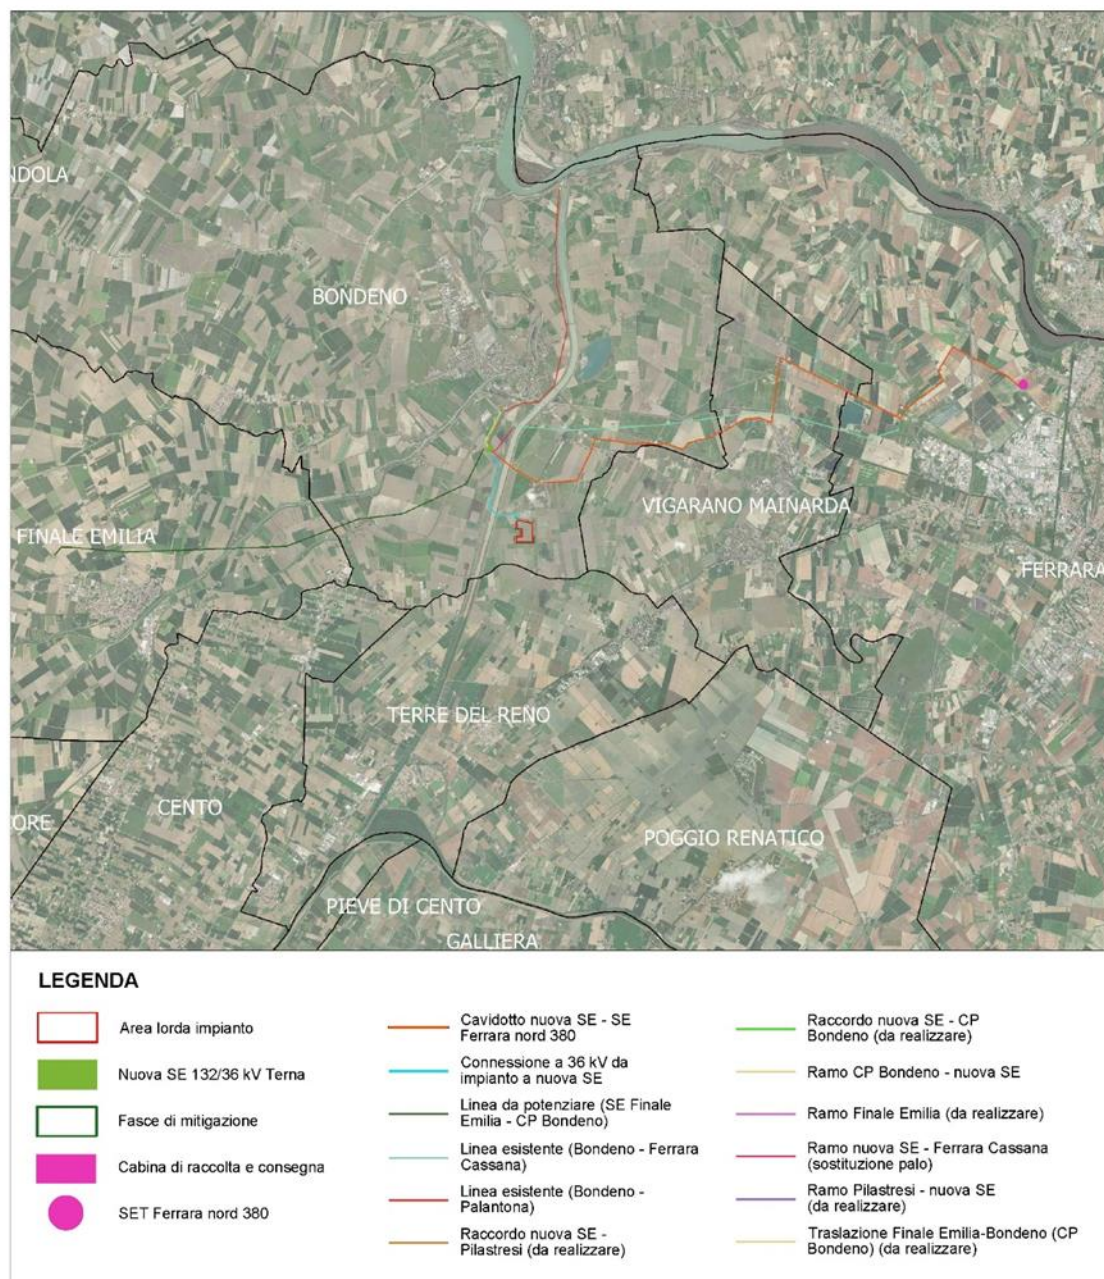 NDOLA
BONDENO
VIGARANO MAINARDA
FINALE EMILIA
FERRARA
TERRE DEL RENO
CENTO
ORE
POGGIO RENATICO
PIEVE DI CENTO
GALLIERA
LEGENDA
Area lorda impianto
Nuova SE 132/36 kV Terna
Fasce di mitigazione
Cabina di raccolta e consegna
SET Ferrara nord 380
Cavidotto nuova SE - SE
Ferrara nord 380
Connessione a 36 kV da
impianto a nuova SE
Linea da potenziare (SE Finale
Emilia - CP Bondeno)
Linea esistente (Bondeno - Ferrara
Cassana)
Linea esistente (Bondeno -
Palantona)
Raccordo nuova SE -
Pilastresi (da realizzare)
Raccordo nuova SE - CP
Bondeno (da realizzare)
Ramo CP Bondeno - nuova SE
Ramo Finale Emilia (da realizzare)
Ramo nuova SE - Ferrara Cassana
(sostituzione palo)
Ramo Pilastresi - nuova SE
(da realizzare)
Traslazione Finale Emilia-Bondeno (CP
Bondeno) (da realizzare)